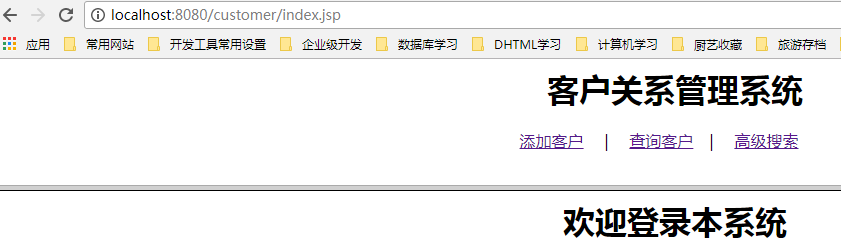 localhost:8080/customer/index.jsp
应用 常用网站 开发工具常用设置 企业级开发 数据库学习 DHTML学习 计算机学习 厨艺收藏 旅游存档
客户关系管理系统
添加客户 | 查询客户 | 高级搜索
欢迎登录本系统